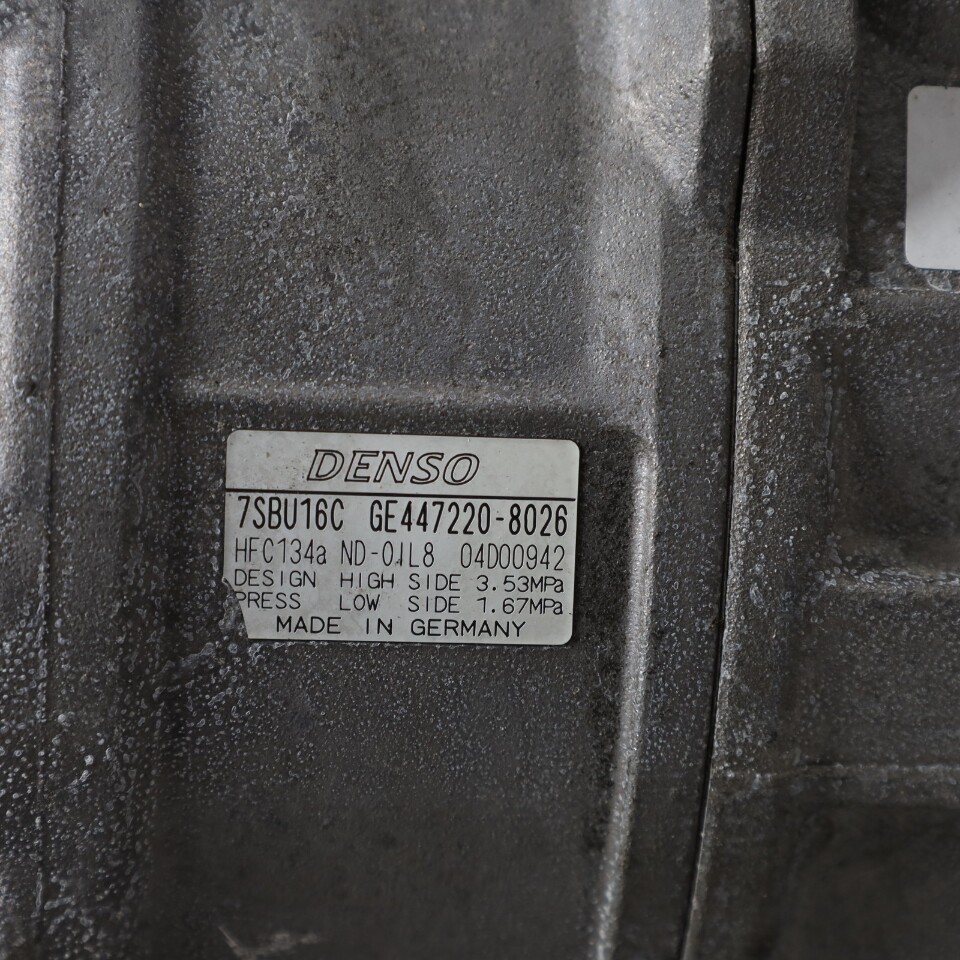 DENSO
7SBU16C GE447220-8026
HFC134a ND-OIL8 04D00942
DESIGN HIGH SIDE 3.53MPa
PRESS LOW SIDE 1.67MPa
MADE IN GERMANY